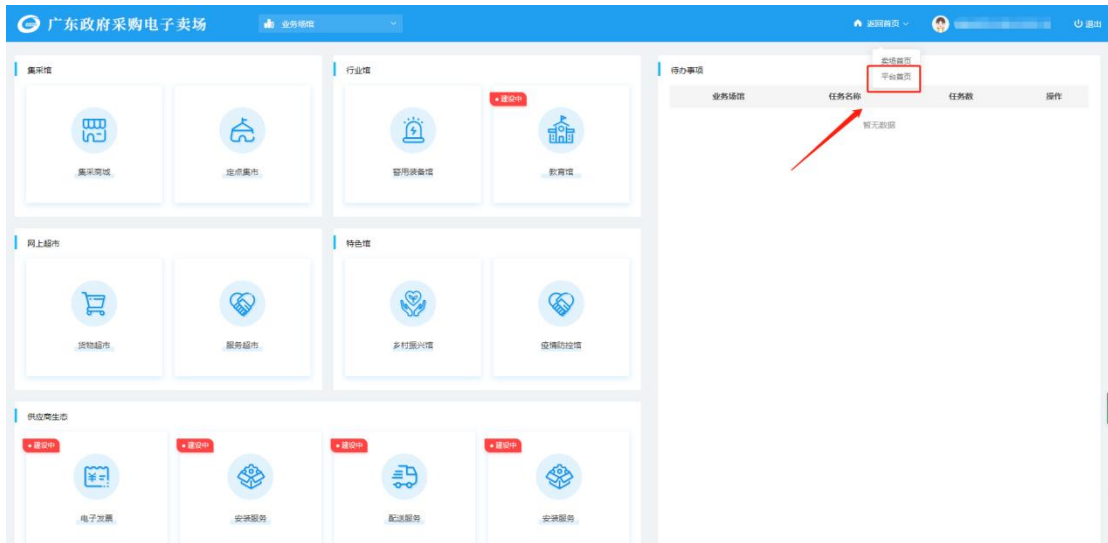 广东政府采购电子卖场
业务场馆
返回首页
退出
卖场首页
平台首页
集采馆
集采商城
定点集市
行业馆
警用装备馆
建设中
教育馆
待办事项
业务场馆 任务名称 任务数 操作
暂无数据
网上超市
货物超市
服务超市
特色馆
乡村振兴馆
疫情防控馆
供应商生态
建设中
电子发票
建设中
安装服务
建设中
配送服务
建设中
安装服务